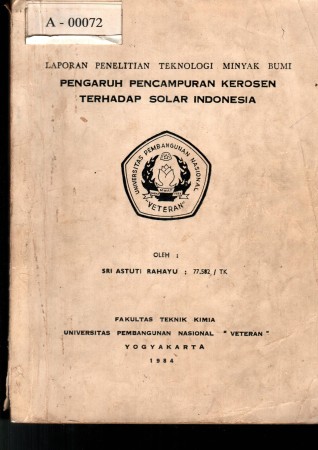 A - 00072
LAPORAN PENELITIAN TEKNOLOGI MINYAK BUMI
PENGARUH PENCAMPURAN KEROSEN
TERHADAP SOLAR INDONESIA
UNIVERSITAS PEMBANGUNAN NASIONAL
"VETERAN"
OLEH :
SRI ASTUTI RAHAYU : 77.582 / TK
FAKULTAS TEKNIK KIMIA
UNIVERSITAS PEMBANGUNAN NASIONAL " VETERAN "
YOGYAKARTA
1984